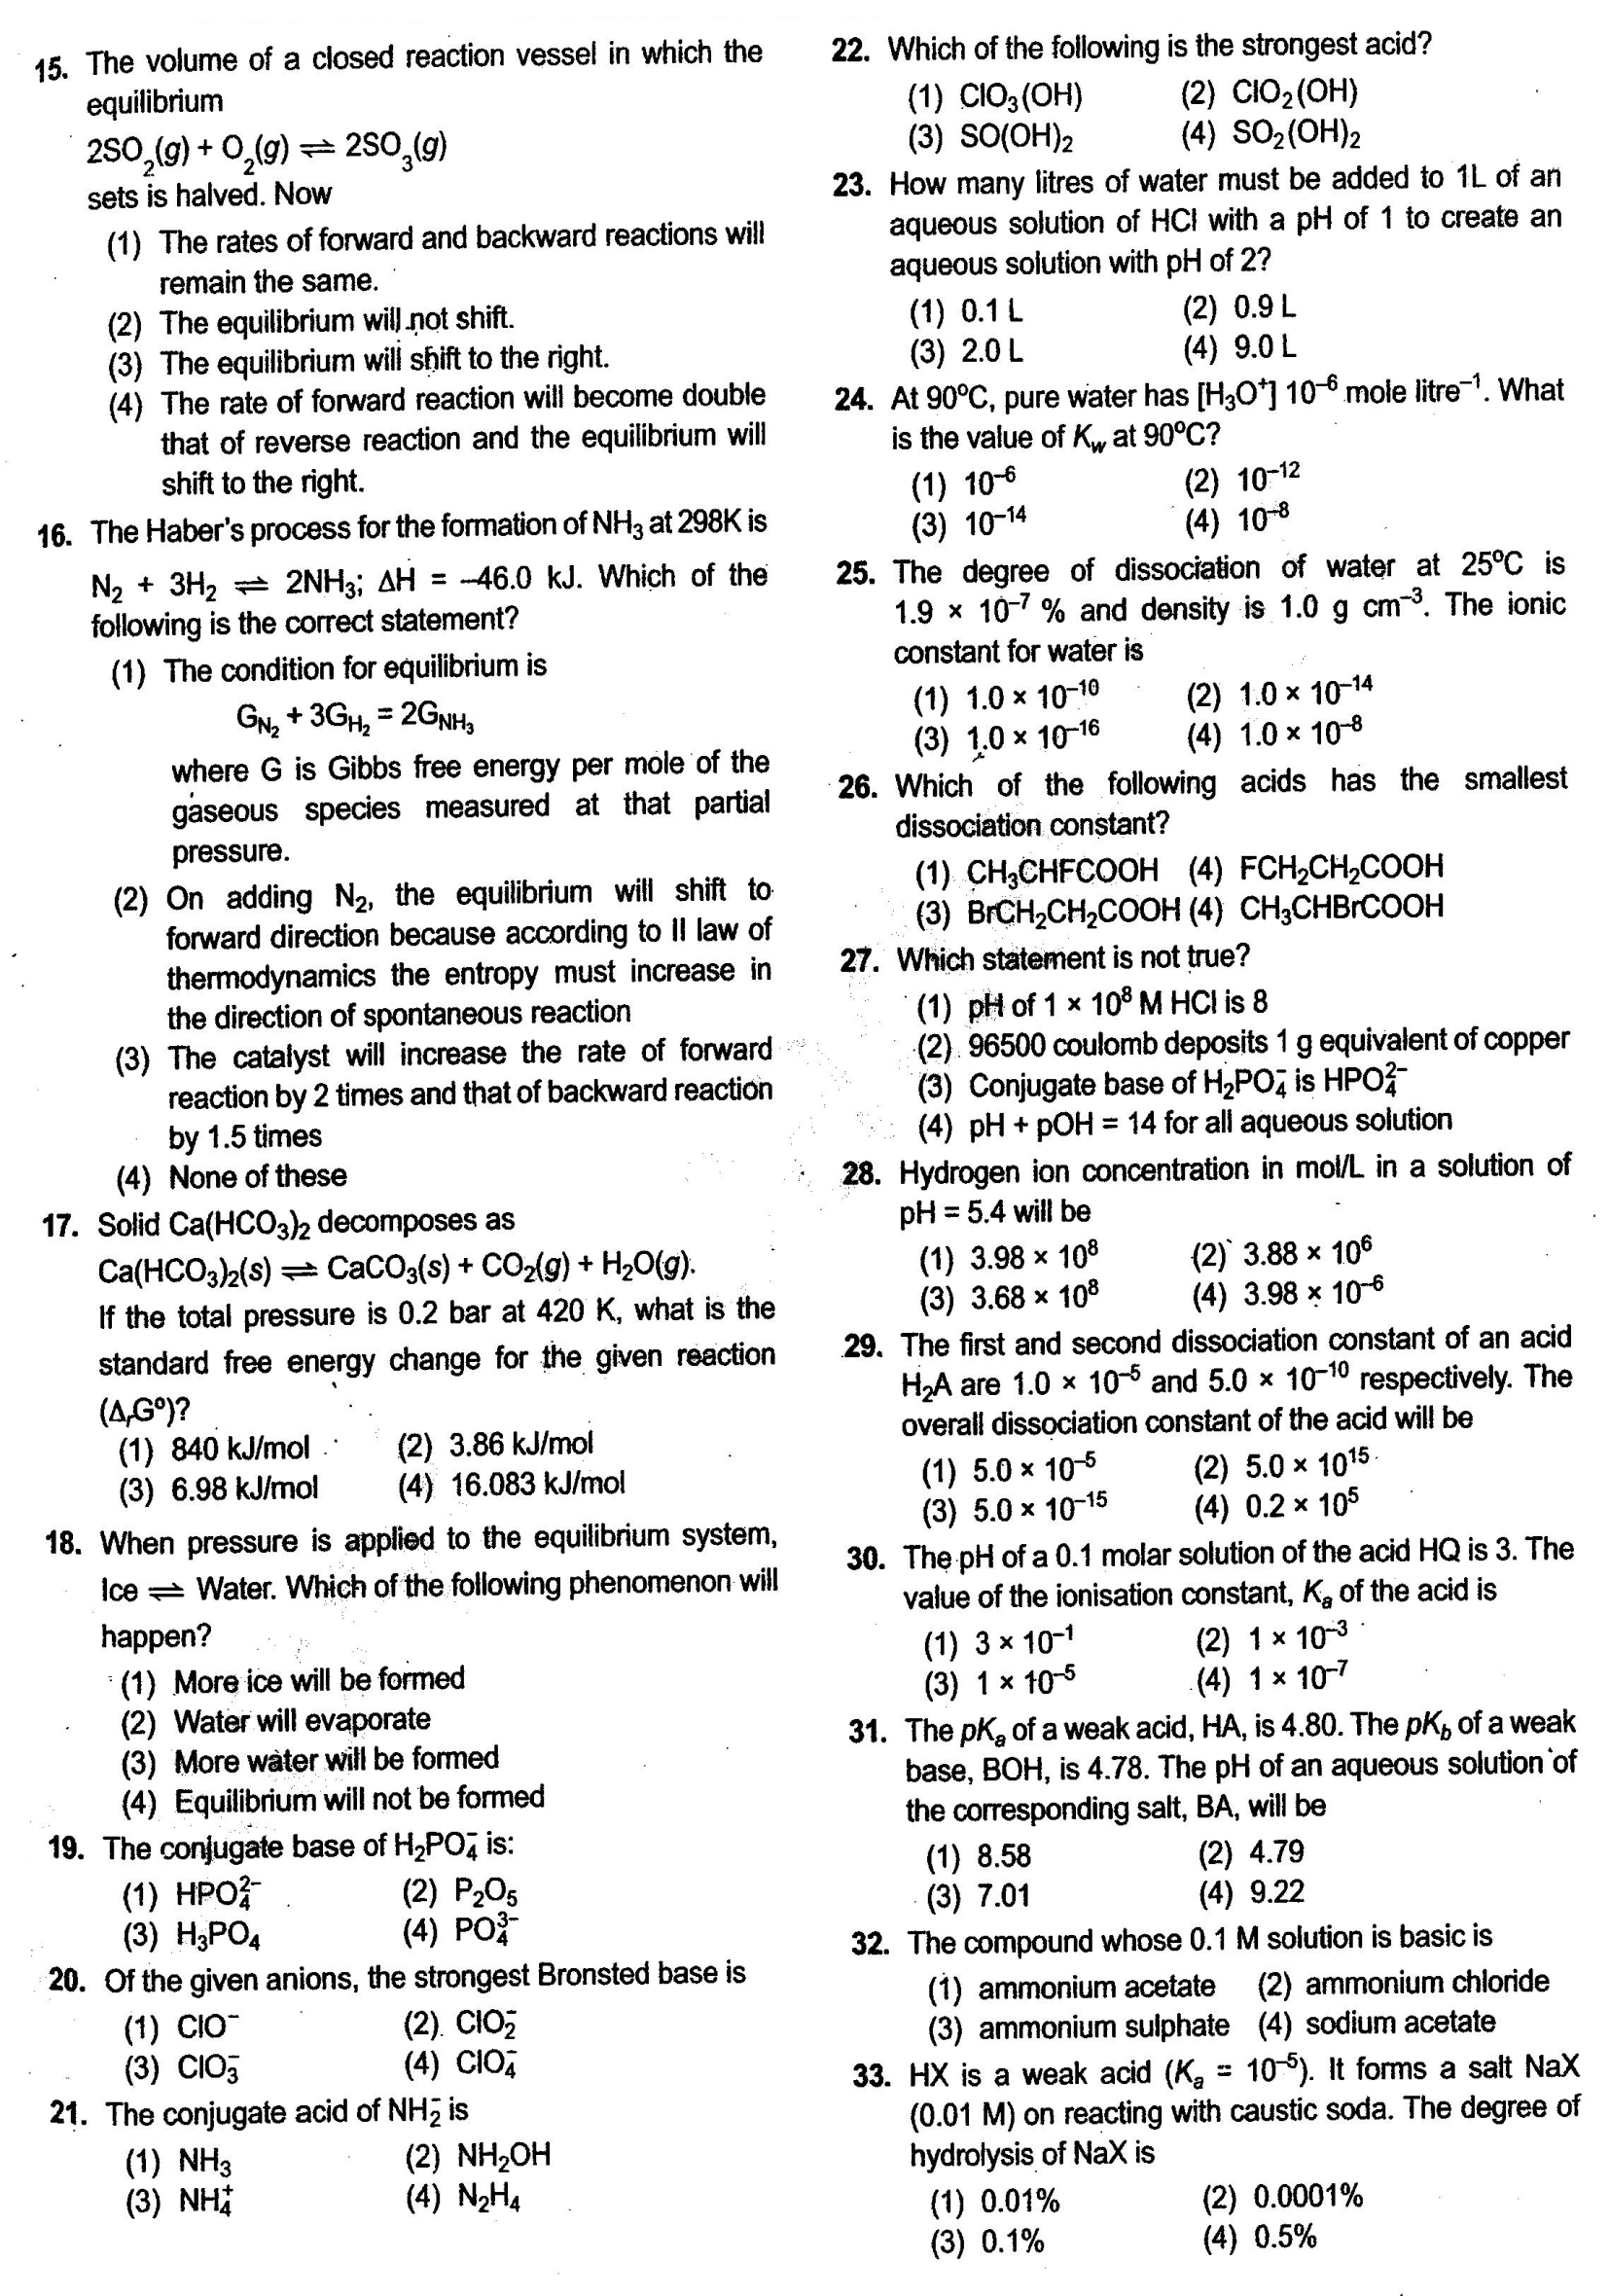 15. The volume of a closed reaction vessel in which the
equilibrium
2SO₂(g) + O₂(g) ⇌ 2SO₃(g)
sets is halved. Now
(1) The rates of forward and backward reactions will
remain the same.
(2) The equilibrium will not shift.
(3) The equilibrium will shift to the right.
(4) The rate of forward reaction will become double
that of reverse reaction and the equilibrium will
shift to the right.
16. The Haber's process for the formation of NH₃ at 298K is
N₂ + 3H₂ ⇌ 2NH₃; ΔH = –46.0 kJ. Which of the
following is the correct statement?
(1) The condition for equilibrium is
G_N₂ + 3G_H₂ = 2G_NH₃
where G is Gibbs free energy per mole of the
gaseous species measured at that partial
pressure.
(2) On adding N₂, the equilibrium will shift to
forward direction because according to II law of
thermodynamics the entropy must increase in
the direction of spontaneous reaction
(3) The catalyst will increase the rate of forward
reaction by 2 times and that of backward reaction
by 1.5 times
(4) None of these
17. Solid Ca(HCO₃)₂ decomposes as
Ca(HCO₃)₂(s) ⇌ CaCO₃(s) + CO₂(g) + H₂O(g).
If the total pressure is 0.2 bar at 420 K, what is the
standard free energy change for the given reaction
(ΔᵣG°)?
(1) 840 kJ/mol (2) 3.86 kJ/mol
(3) 6.98 kJ/mol (4) 16.083 kJ/mol
18. When pressure is applied to the equilibrium system,
Ice ⇌ Water. Which of the following phenomenon will
happen?
(1) More ice will be formed
(2) Water will evaporate
(3) More water will be formed
(4) Equilibrium will not be formed
19. The conjugate base of H₂PO₄⁻ is:
(1) HPO₄²⁻ (2) P₂O₅
(3) H₃PO₄ (4) PO₄³⁻
20. Of the given anions, the strongest Bronsted base is
(1) ClO⁻ (2) ClO₂⁻
(3) ClO₃⁻ (4) ClO₄⁻
21. The conjugate acid of NH₂⁻ is
(1) NH₃ (2) NH₂OH
(3) NH₄⁺ (4) N₂H₄
22. Which of the following is the strongest acid?
(1) ClO₃(OH) (2) ClO₂(OH)
(3) SO(OH)₂ (4) SO₂(OH)₂
23. How many litres of water must be added to 1L of an
aqueous solution of HCl with a pH of 1 to create an
aqueous solution with pH of 2?
(1) 0.1 L (2) 0.9 L
(3) 2.0 L (4) 9.0 L
24. At 90°C, pure water has [H₃O⁺] 10⁻⁶ mole litre⁻¹. What
is the value of K_w at 90°C?
(1) 10⁻⁶ (2) 10⁻¹²
(3) 10⁻¹⁴ (4) 10⁻⁸
25. The degree of dissociation of water at 25°C is
1.9 × 10⁻⁷ % and density is 1.0 g cm⁻³. The ionic
constant for water is
(1) 1.0 × 10⁻¹⁰ (2) 1.0 × 10⁻¹⁴
(3) 1.0 × 10⁻¹⁶ (4) 1.0 × 10⁻⁸
26. Which of the following acids has the smallest
dissociation constant?
(1) CH₃CHFCOOH (4) FCH₂CH₂COOH
(3) BrCH₂CH₂COOH (4) CH₃CHBrCOOH
27. Which statement is not true?
(1) pH of 1 × 10⁸ M HCl is 8
(2) 96500 coulomb deposits 1 g equivalent of copper
(3) Conjugate base of H₂PO₄⁻ is HPO₄²⁻
(4) pH + pOH = 14 for all aqueous solution
28. Hydrogen ion concentration in mol/L in a solution of
pH = 5.4 will be
(1) 3.98 × 10⁸ (2) 3.88 × 10⁶
(3) 3.68 × 10⁸ (4) 3.98 × 10⁻⁶
29. The first and second dissociation constant of an acid
H₂A are 1.0 × 10⁻⁵ and 5.0 × 10⁻¹⁰ respectively. The
overall dissociation constant of the acid will be
(1) 5.0 × 10⁻⁵ (2) 5.0 × 10¹⁵
(3) 5.0 × 10⁻¹⁵ (4) 0.2 × 10⁵
30. The pH of a 0.1 molar solution of the acid HQ is 3. The
value of the ionisation constant, Kₐ of the acid is
(1) 3 × 10⁻¹ (2) 1 × 10⁻³
(3) 1 × 10⁻⁵ (4) 1 × 10⁻⁷
31. The pKₐ of a weak acid, HA, is 4.80. The pK_b of a weak
base, BOH, is 4.78. The pH of an aqueous solution of
the corresponding salt, BA, will be
(1) 8.58 (2) 4.79
(3) 7.01 (4) 9.22
32. The compound whose 0.1 M solution is basic is
(1) ammonium acetate (2) ammonium chloride
(3) ammonium sulphate (4) sodium acetate
33. HX is a weak acid (Kₐ = 10⁻⁵). It forms a salt NaX
(0.01 M) on reacting with caustic soda. The degree of
hydrolysis of NaX is
(1) 0.01% (2) 0.0001%
(3) 0.1% (4) 0.5%